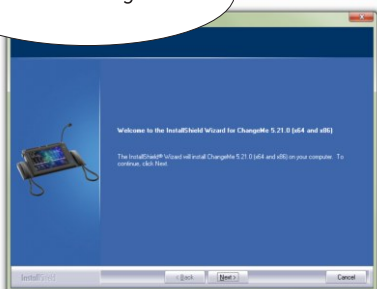 Welcome to the InstallShield Wizard for ChangeMe 5.21.0 (x64 and x86)
The InstallShield® Wizard will install ChangeMe 5.21.0 (x64 and x86) on your computer. To
continue, click Next.
InstallShield
< Back
Next >
Cancel